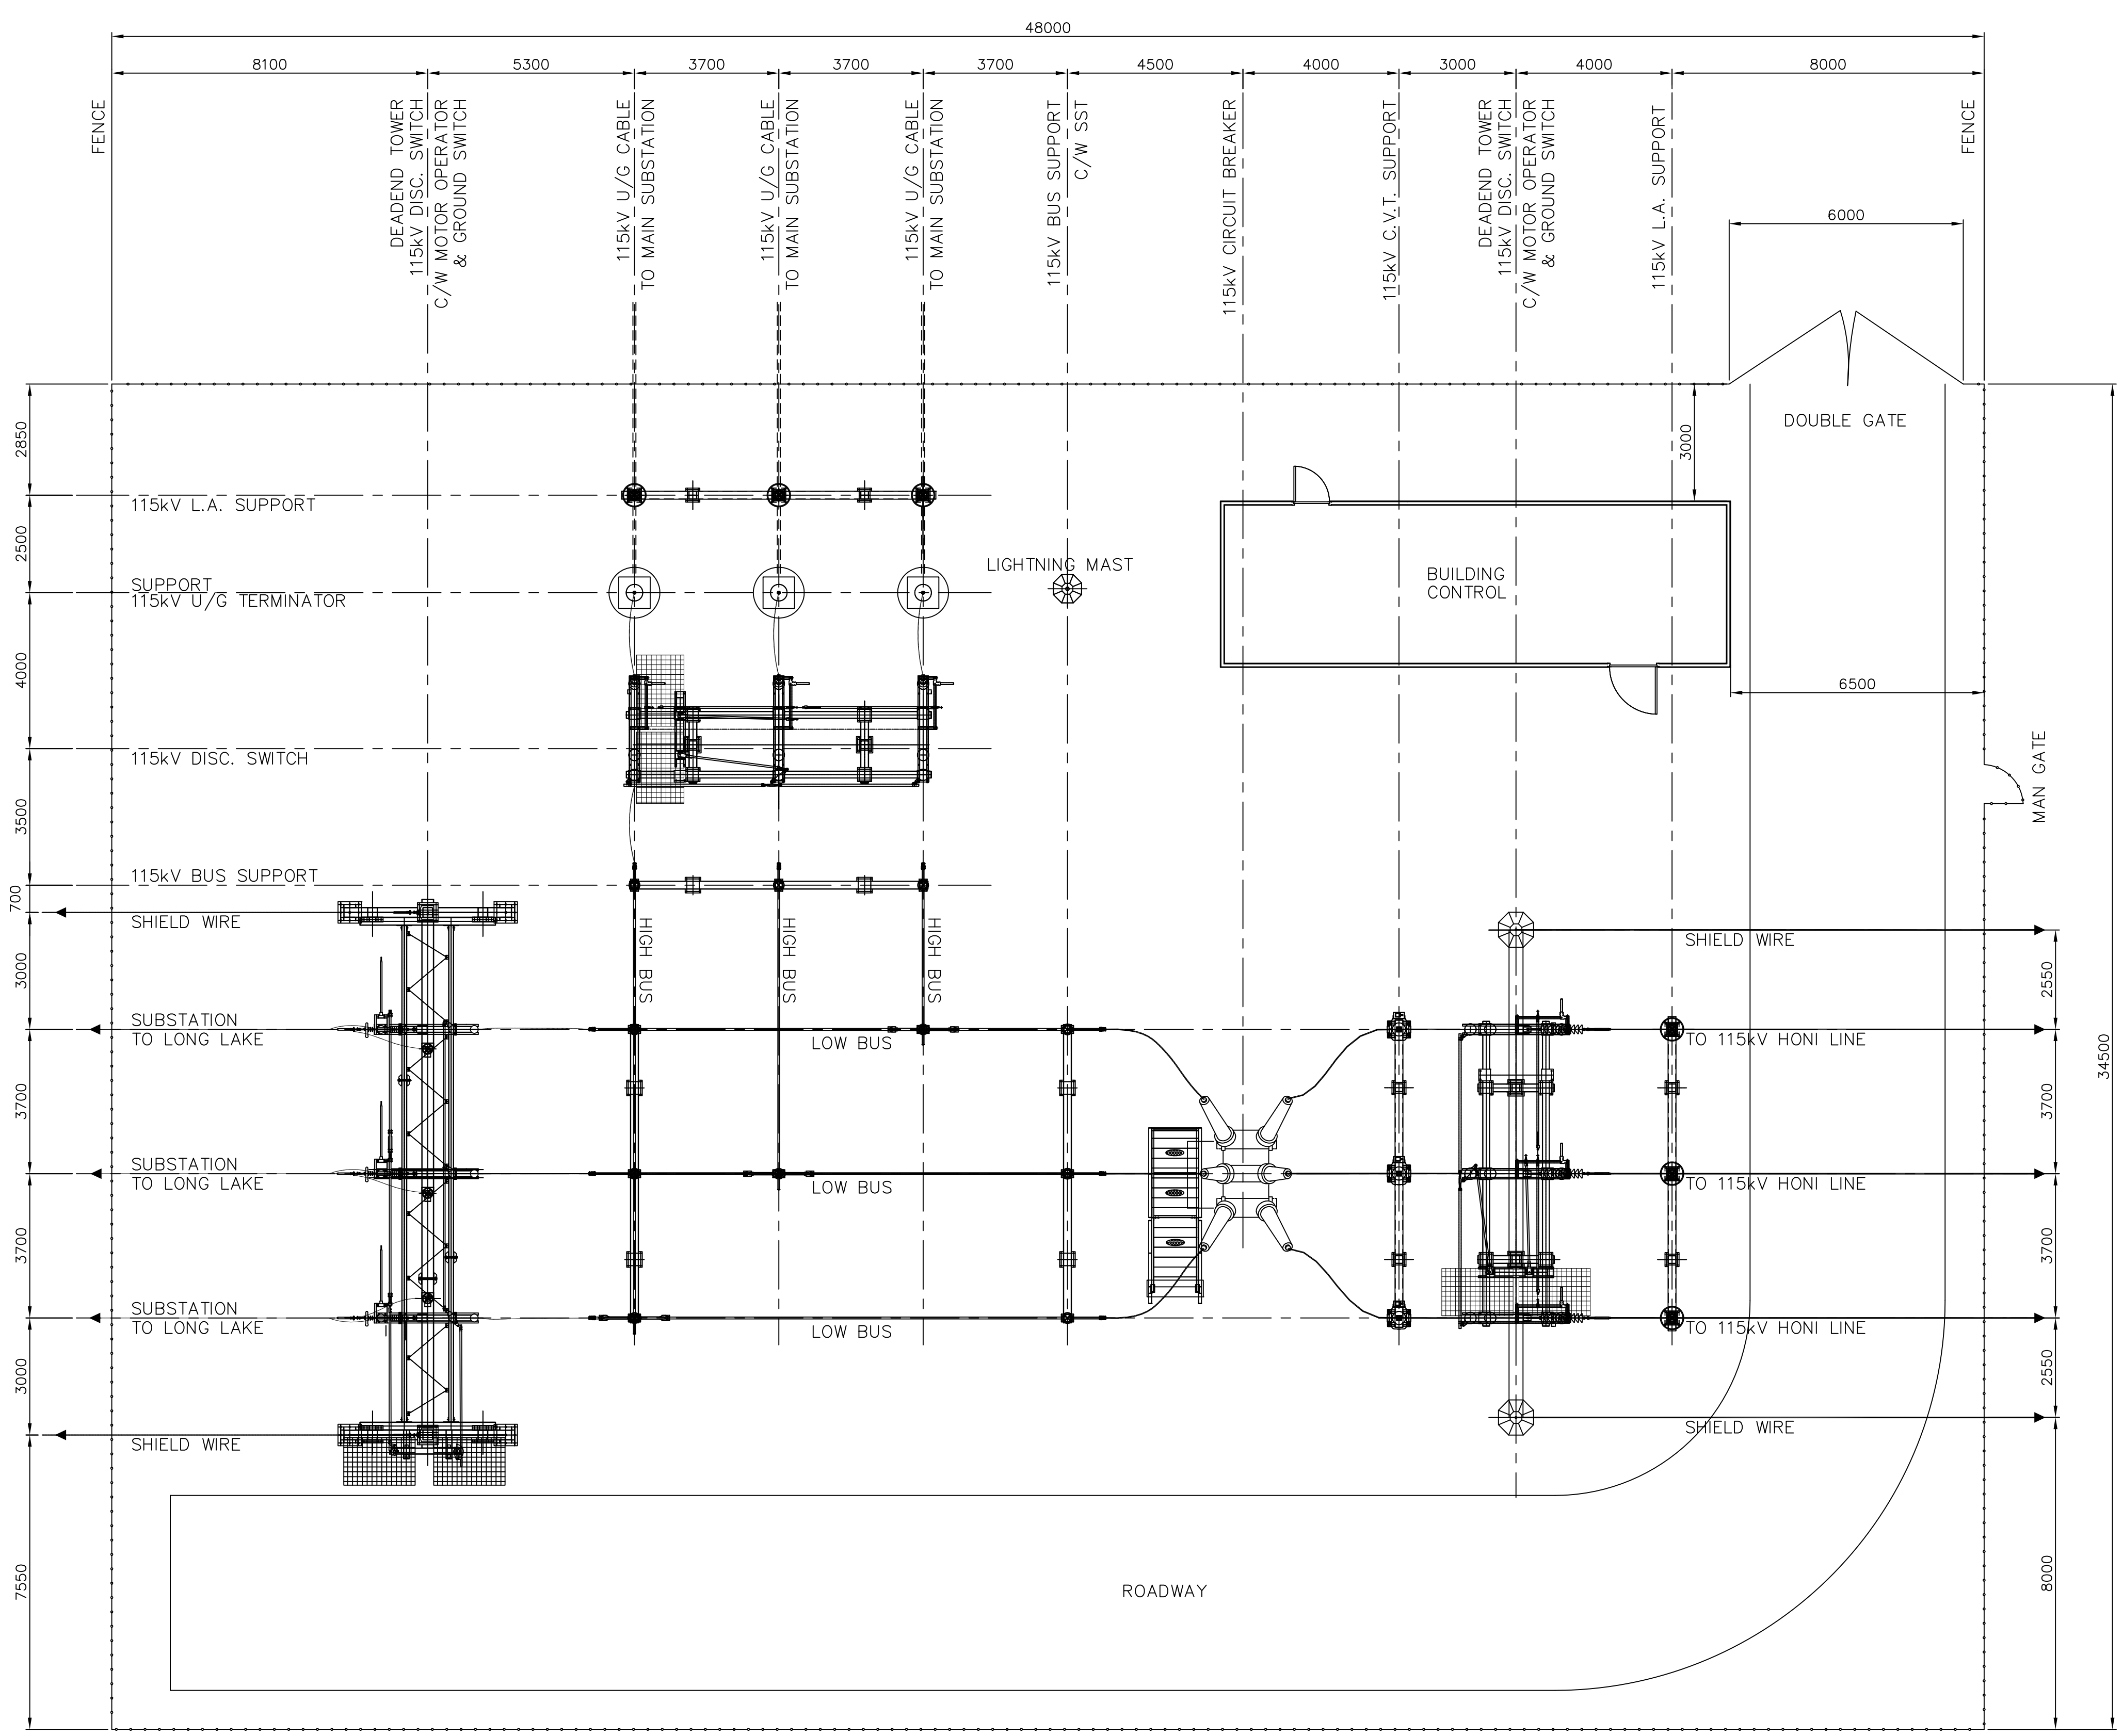 48000
8100
5300
3700
3700
3700
4500
4000
3000
4000
8000
FENCE
DEADEND TOWER
115kV DISC. SWITCH
C/W MOTOR OPERATOR
& GROUND SWITCH
115kV U/G CABLE
TO MAIN SUBSTATION
115kV U/G CABLE
TO MAIN SUBSTATION
115kV U/G CABLE
TO MAIN SUBSTATION
115kV BUS SUPPORT
C/W SST
115kV CIRCUIT BREAKER
115kV C.V.T. SUPPORT
DEADEND TOWER
115kV DISC. SWITCH
C/W MOTOR OPERATOR
& GROUND SWITCH
115kV L.A. SUPPORT
FENCE
6000
DOUBLE GATE
3000
2850
115kV L.A. SUPPORT
2500
SUPPORT
115kV U/G TERMINATOR
LIGHTNING MAST
BUILDING
CONTROL
4000
6500
115kV DISC. SWITCH
MAN GATE
3500
115kV BUS SUPPORT
700
SHIELD WIRE
HIGH BUS
HIGH BUS
HIGH BUS
SHIELD WIRE
3000
2550
SUBSTATION
TO LONG LAKE
LOW BUS
TO 115kV HONI LINE
34500
3700
3700
SUBSTATION
TO LONG LAKE
LOW BUS
TO 115kV HONI LINE
3700
3700
SUBSTATION
TO LONG LAKE
LOW BUS
TO 115kV HONI LINE
3000
2550
SHIELD WIRE
SHIELD WIRE
7550
ROADWAY
8000